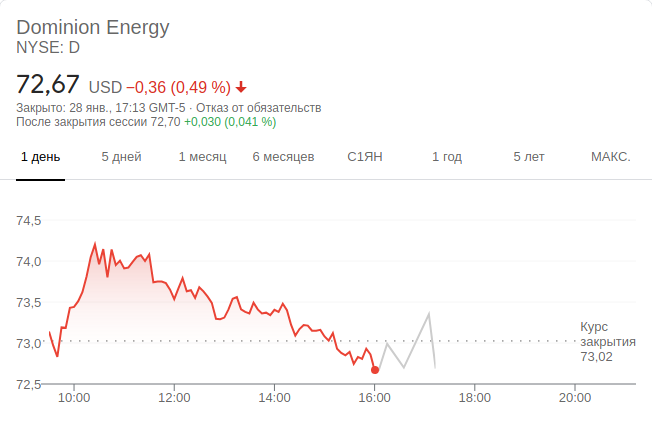 Dominion Energy
NYSE: D
72,67 USD −0,36 (0,49 %)
Закрыто: 28 янв., 17:13 GMT-5 · Отказ от обязательств
После закрытия сессии 72,70 +0,030 (0,041 %)
1 день 5 дней 1 месяц 6 месяцев С1ЯН 1 год 5 лет МАКС.
74,5
74,0
73,5
73,0
72,5
Курс
закрытия
73,02
10:00 12:00 14:00 16:00 18:00 20:00